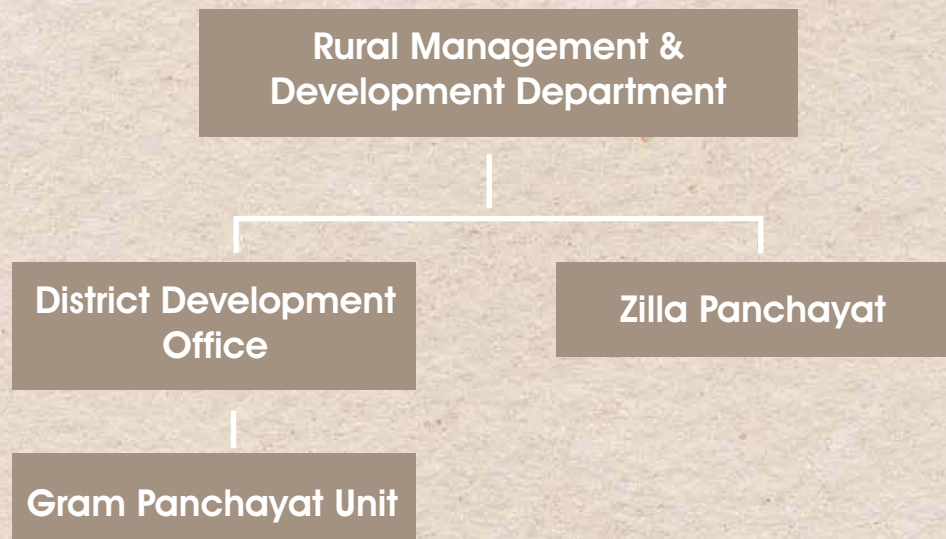 Rural Management &
Development Department
District Development
Office
Zilla Panchayat
Gram Panchayat Unit